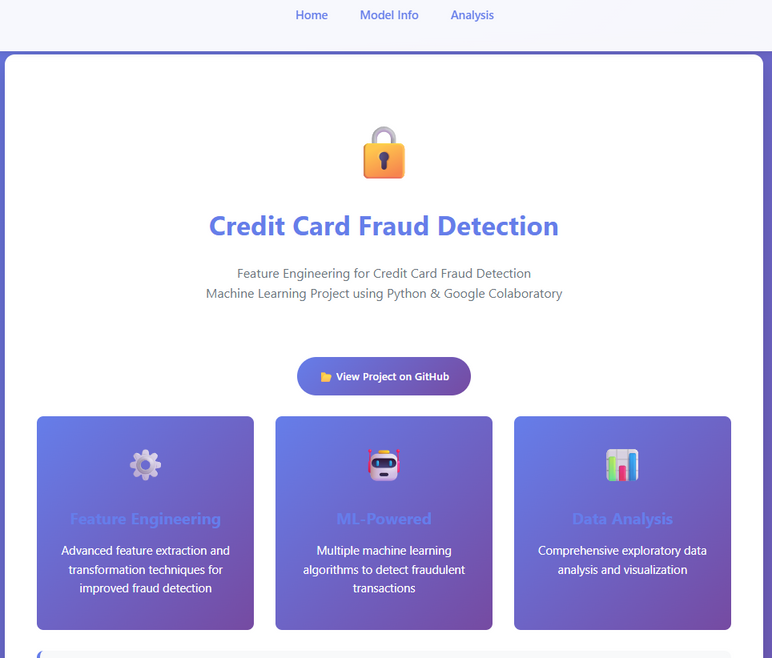 Home Model Info Analysis
Credit Card Fraud Detection
Feature Engineering for Credit Card Fraud Detection
Machine Learning Project using Python & Google Colaboratory
View Project on GitHub
Feature Engineering
Advanced feature extraction and
transformation techniques for
improved fraud detection
ML-Powered
Multiple machine learning
algorithms to detect fraudulent
transactions
Data Analysis
Comprehensive exploratory data
analysis and visualization